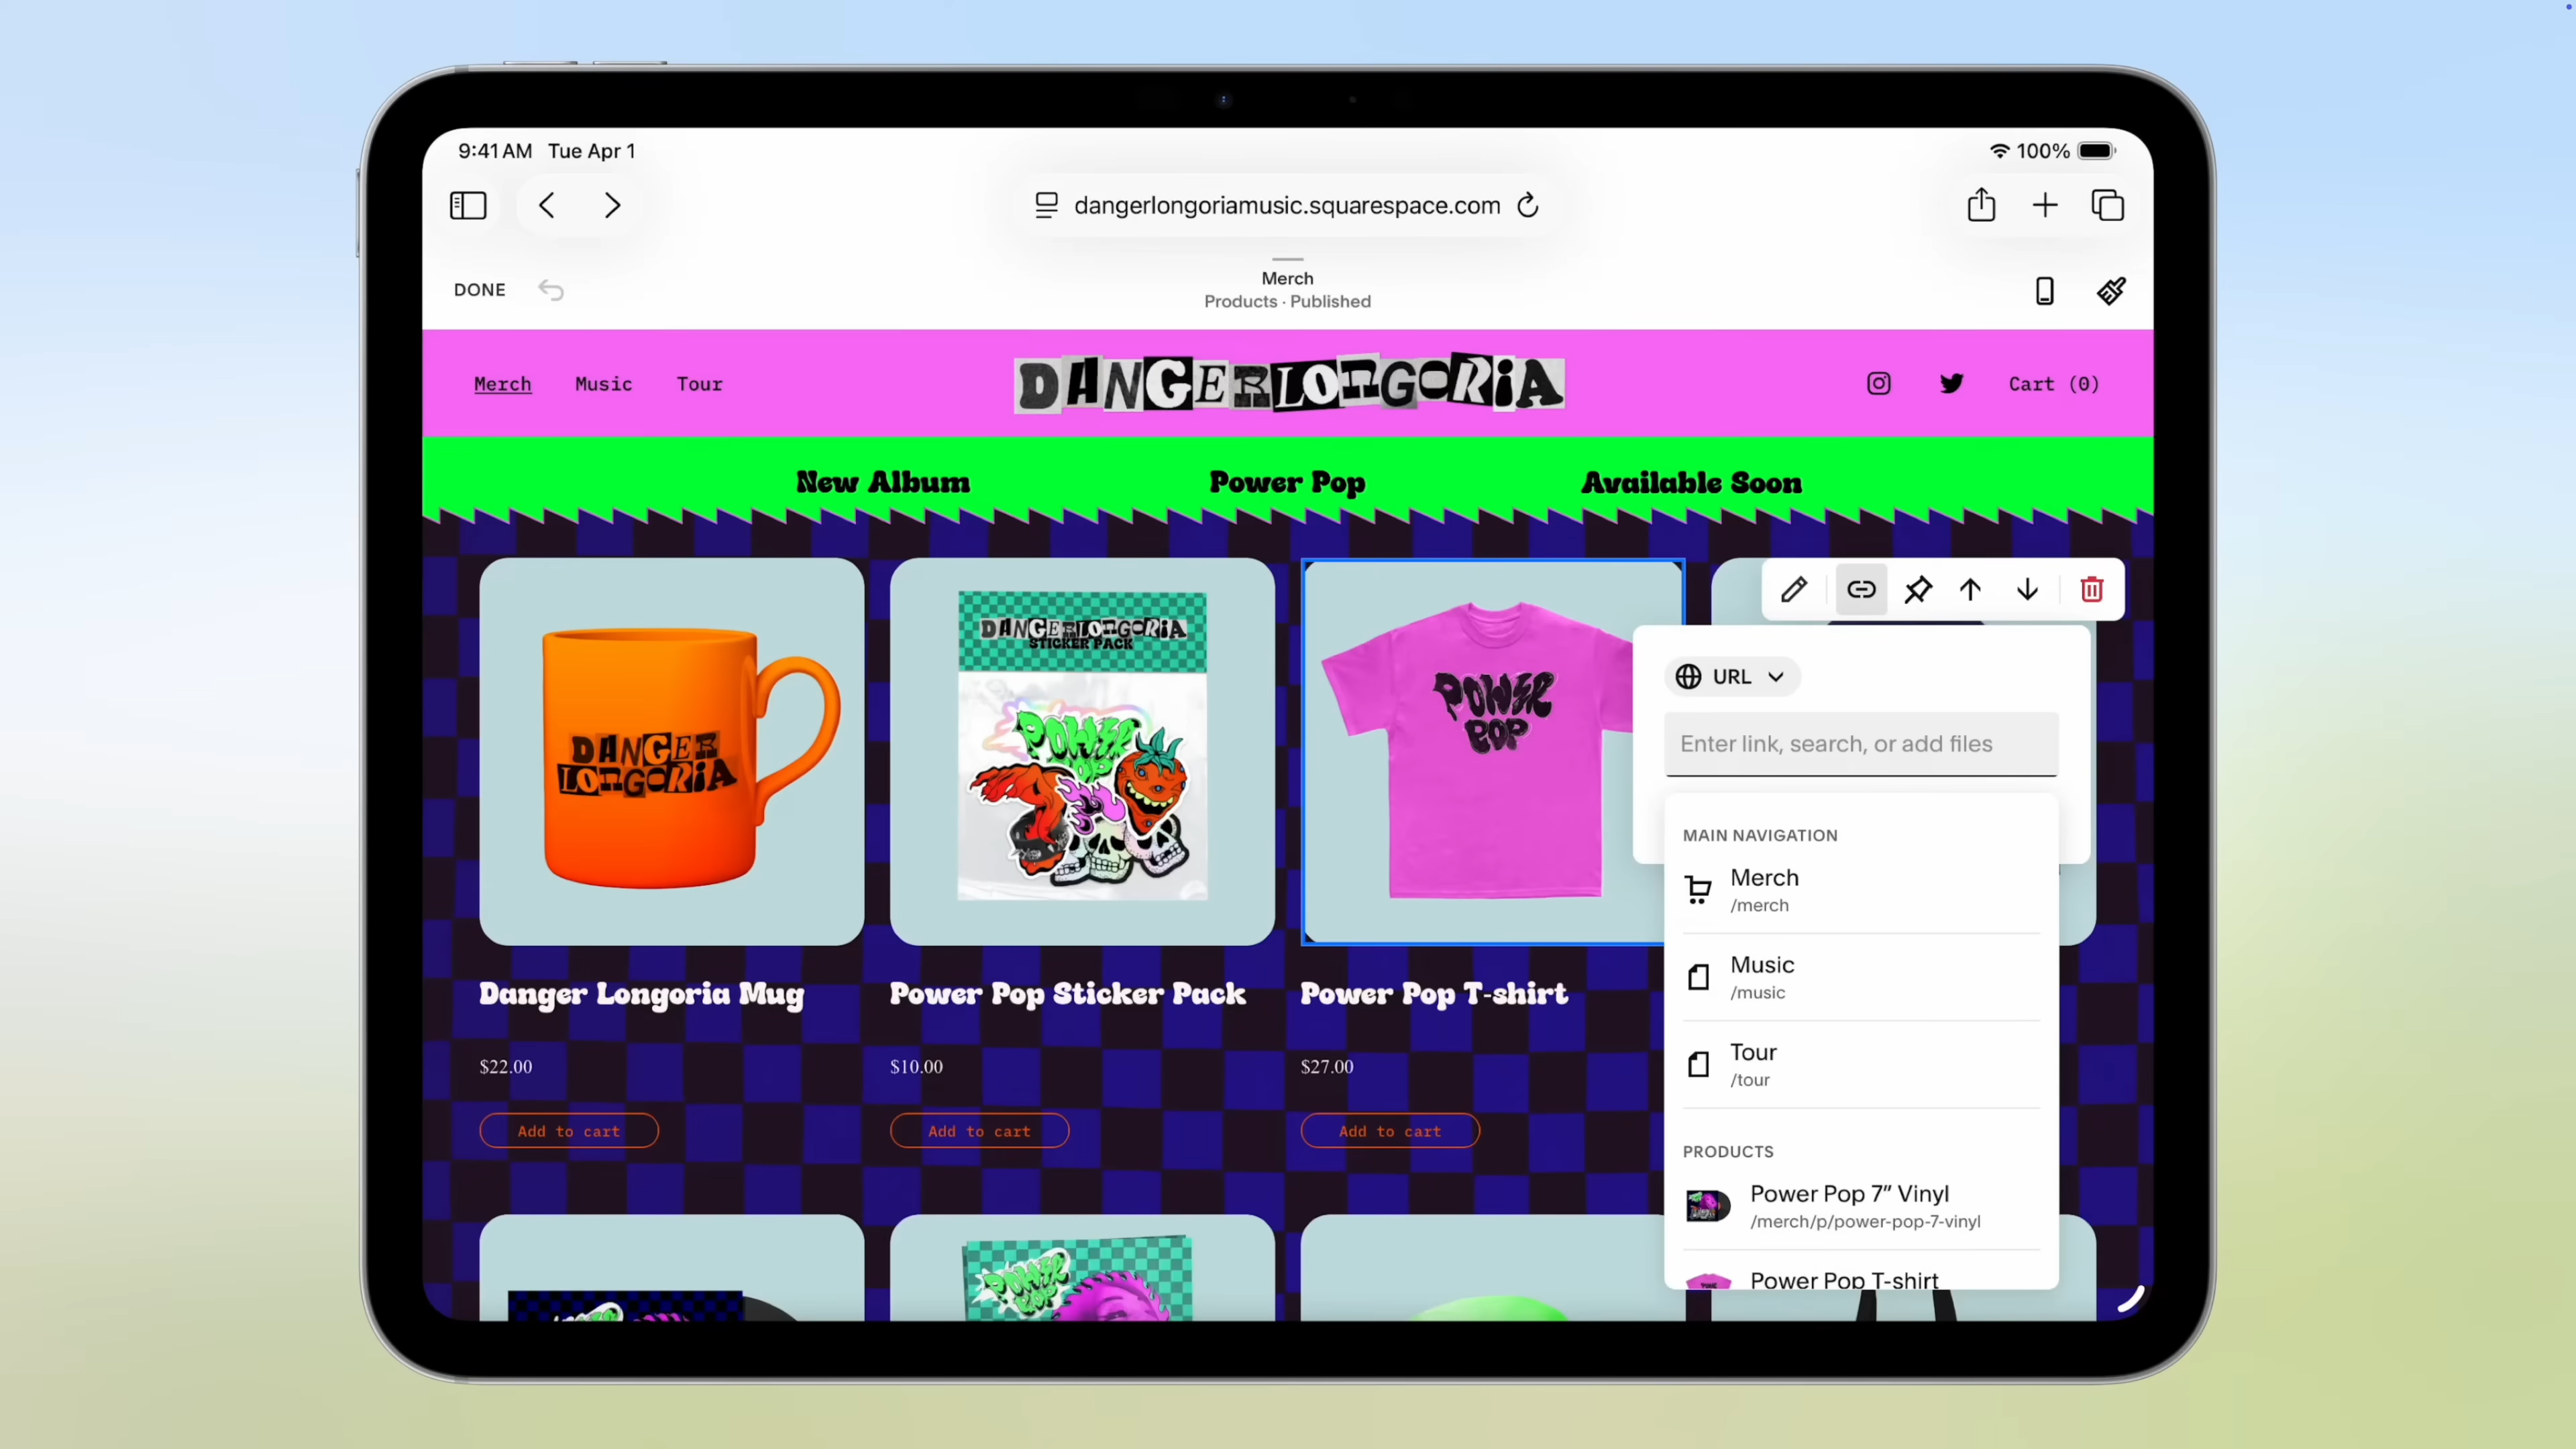 9:41 AM Tue Apr 1
100%
dangerlongoriamusic.squarespace.com
DONE
Merch
Products · Published
Merch Music Tour
DANGERLONGORIA
Cart (0)
New Album Power Pop Available Soon
DANGER
LONGORIA
DANGERLONGORIA
STICKER PACK
POWER
POP
POWER
POP
URL
Enter link, search, or add files
MAIN NAVIGATION
Merch
/merch
Music
/music
Tour
/tour
PRODUCTS
Power Pop 7” Vinyl
/merch/p/power-pop-7-vinyl
Power Pop T-shirt
Danger Longoria Mug
$22.00
Add to cart
Power Pop Sticker Pack
$10.00
Add to cart
Power Pop T-shirt
$27.00
Add to cart
POWER
POP